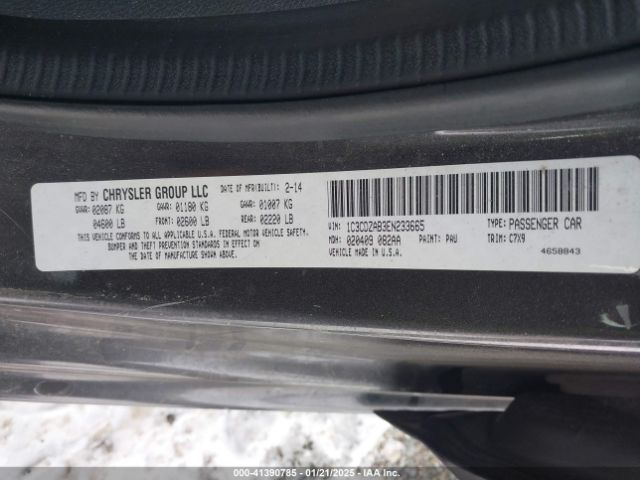 MFD BY CHRYSLER GROUP LLC DATE OF MFR(BUILT): 2-14
GVWR: 02087 KG GAWR: 01180 KG GAWR: 01007 KG
04600 LB FRONT: 02600 LB REAR: 02220 LB
THIS VEHICLE CONFORMS TO ALL APPLICABLE U.S.A. FEDERAL MOTOR VEHICLE SAFETY,
BUMPER AND THEFT PREVENTION STANDARDS IN EFFECT ON
THE DATE OF MANUFACTURE SHOWN ABOVE.
VIN: 1C3CDZAB3EN233665 TYPE: PASSENGER CAR
MDH: 020409 082AA PAINT: PAU TRIM: C7X9
VEHICLE MADE IN U.S.A. 4658843
000-41390785 — 01/21/2025 — IAA Inc.